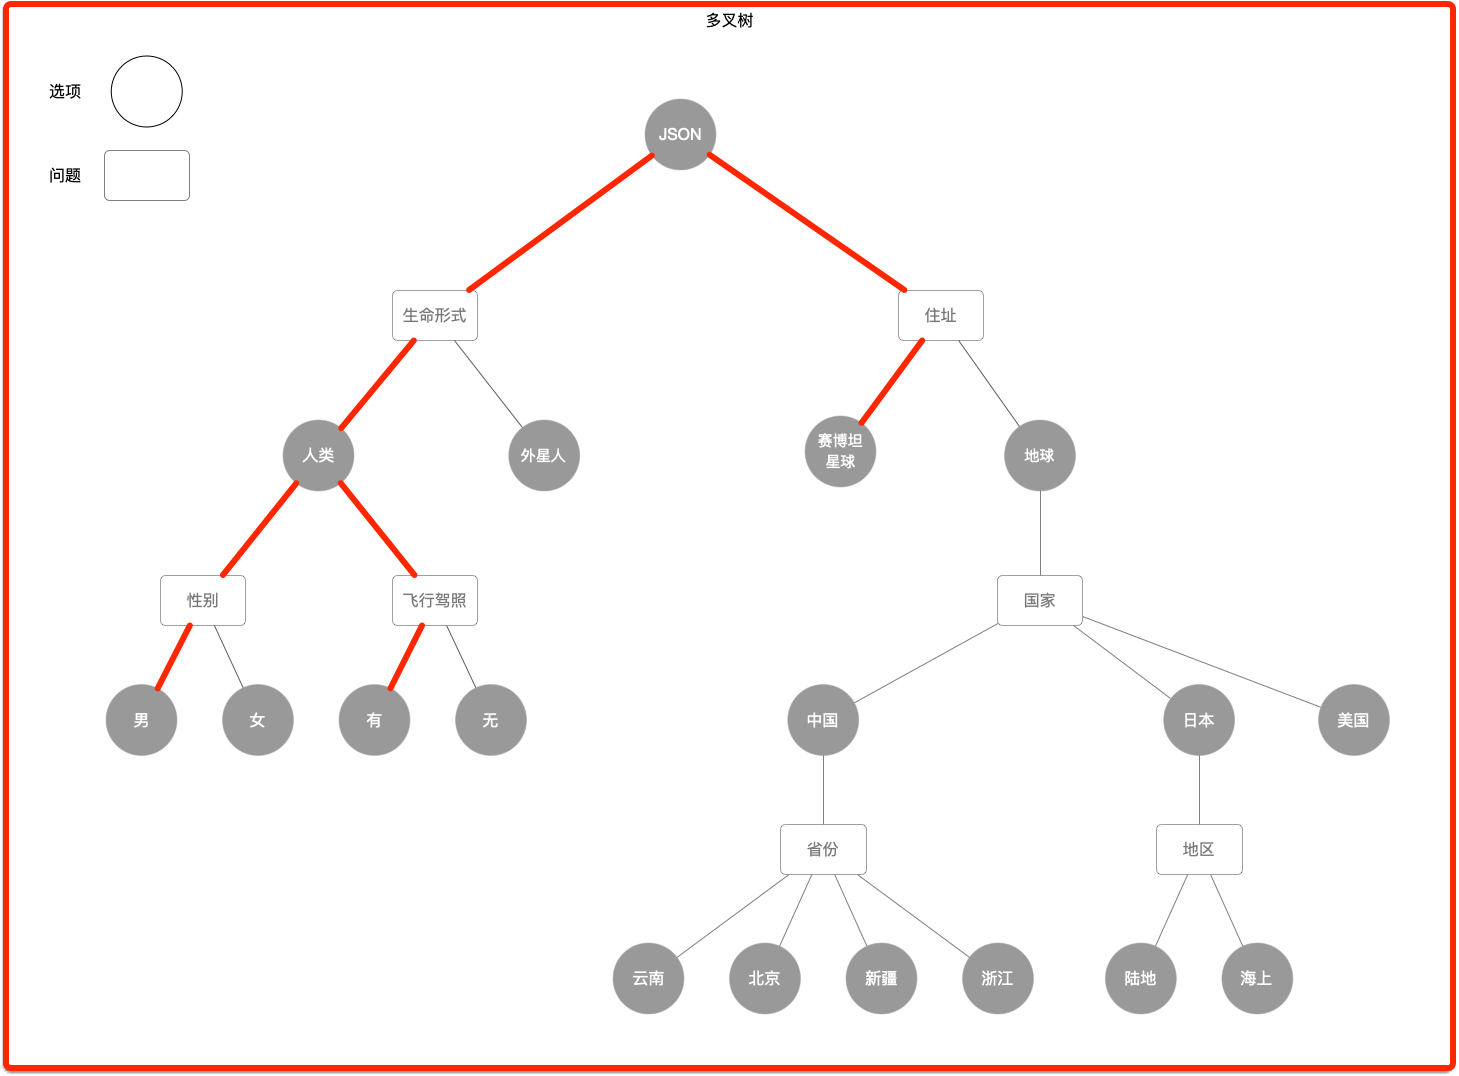 多叉树
选项
问题
JSON
生命形式
住址
人类
外星人
赛博坦
星球
地球
性别
飞行驾照
国家
男
女
有
无
中国
日本
美国
省份
地区
云南
北京
新疆
浙江
陆地
海上